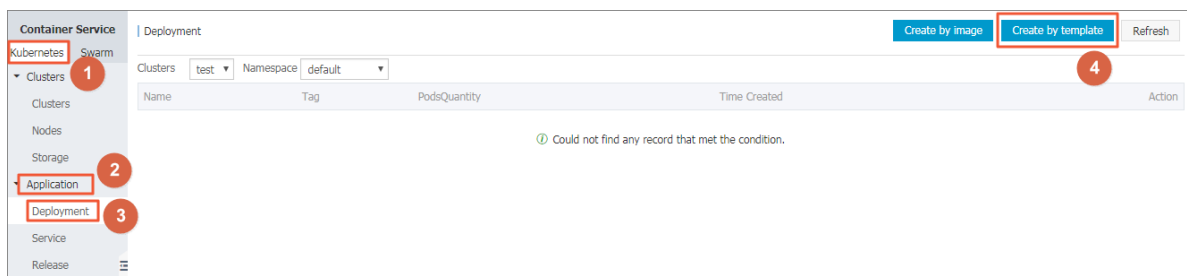 Container Service
Kubernetes Swarm
Clusters
Clusters
Nodes
Storage
Application
Deployment
Service
Release
1
2
3
Deployment
Create by image
Create by template
Refresh
4
Clusters test Namespace default
Name Tag PodsQuantity Time Created Action
Could not find any record that met the condition.